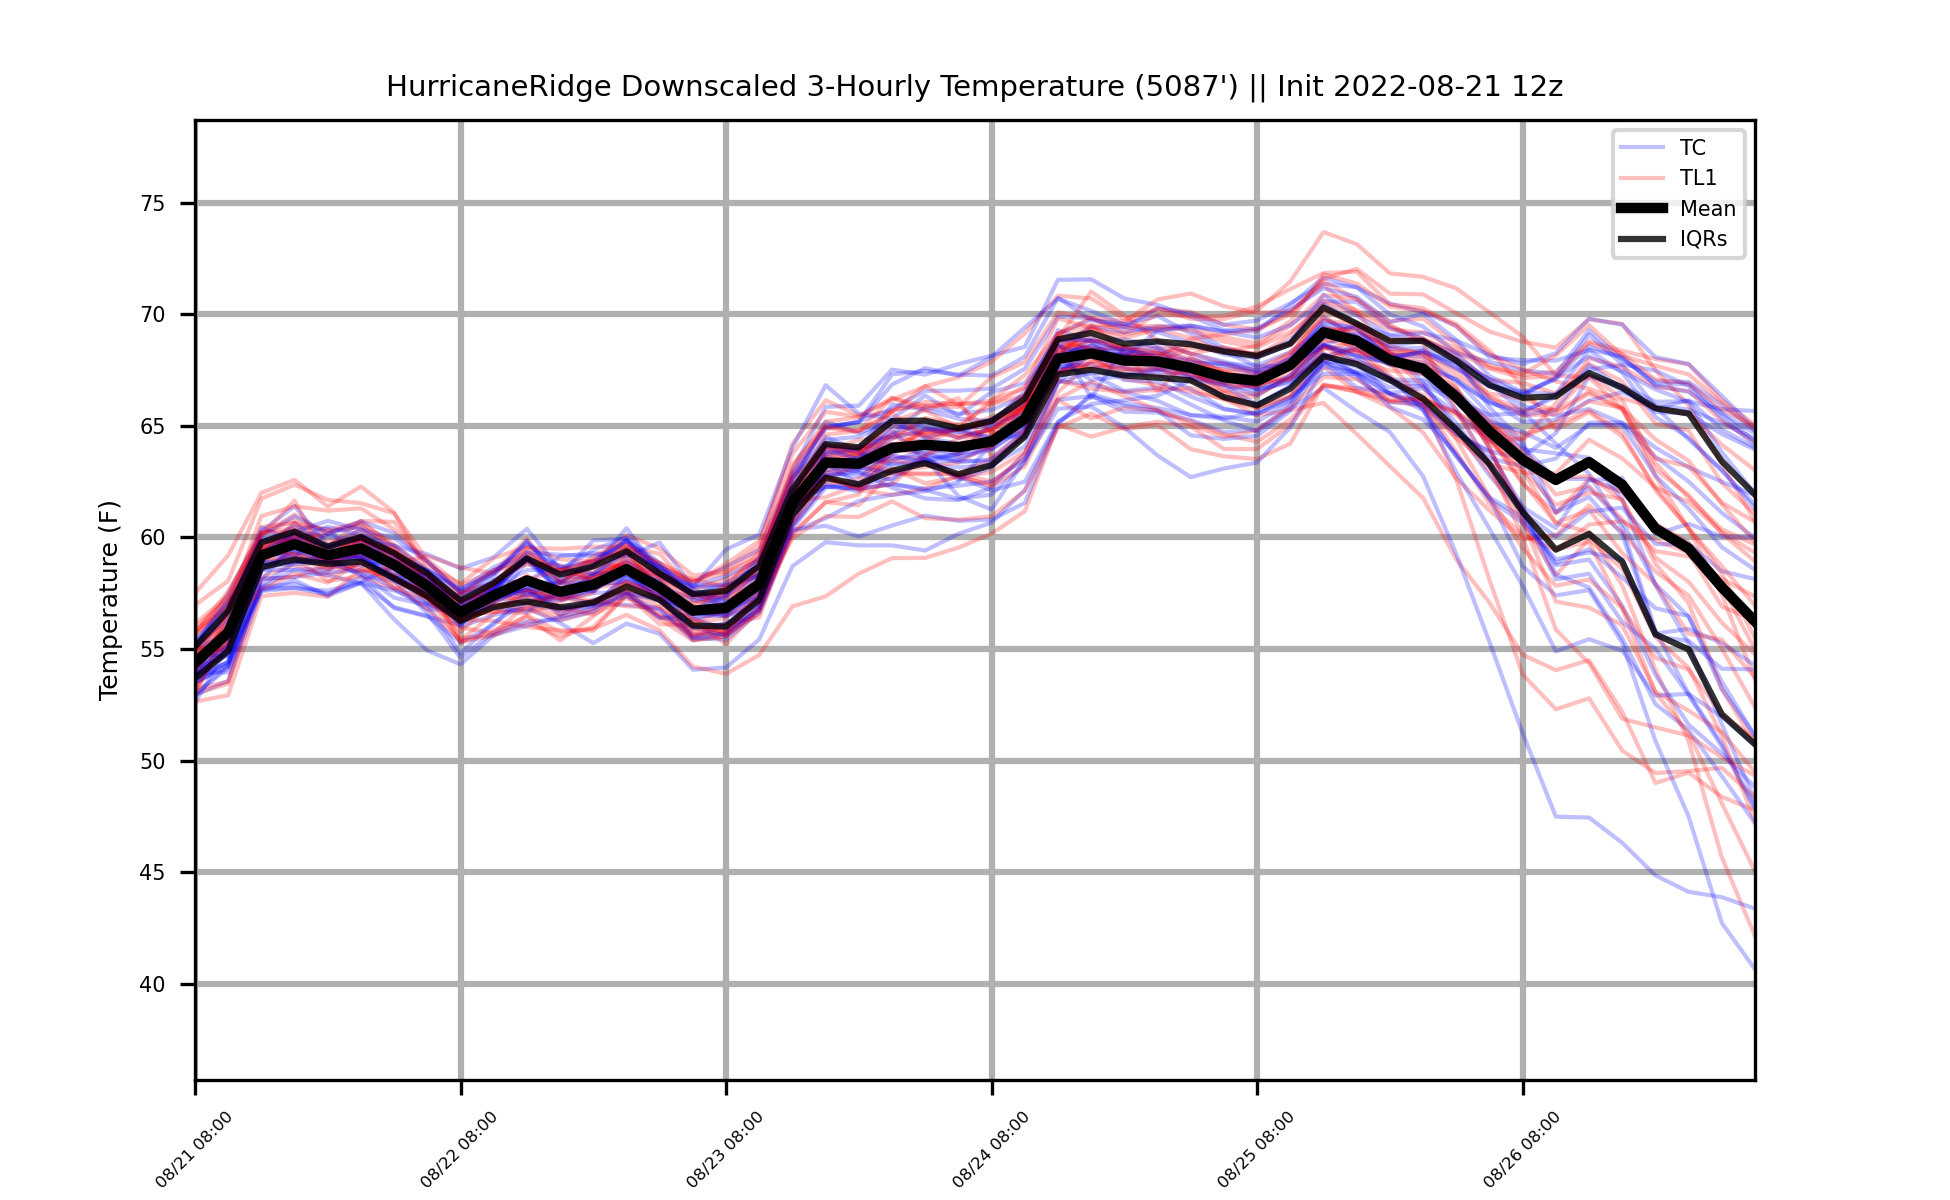 HurricaneRidge Downscaled 3-Hourly Temperature (5087') || Init 2022-08-21 12z
TC
TL1
Mean
IQRs
Temperature (F)
75
70
65
60
55
50
45
40
08/21 08:00
08/22 08:00
08/23 08:00
08/24 08:00
08/25 08:00
08/26 08:00